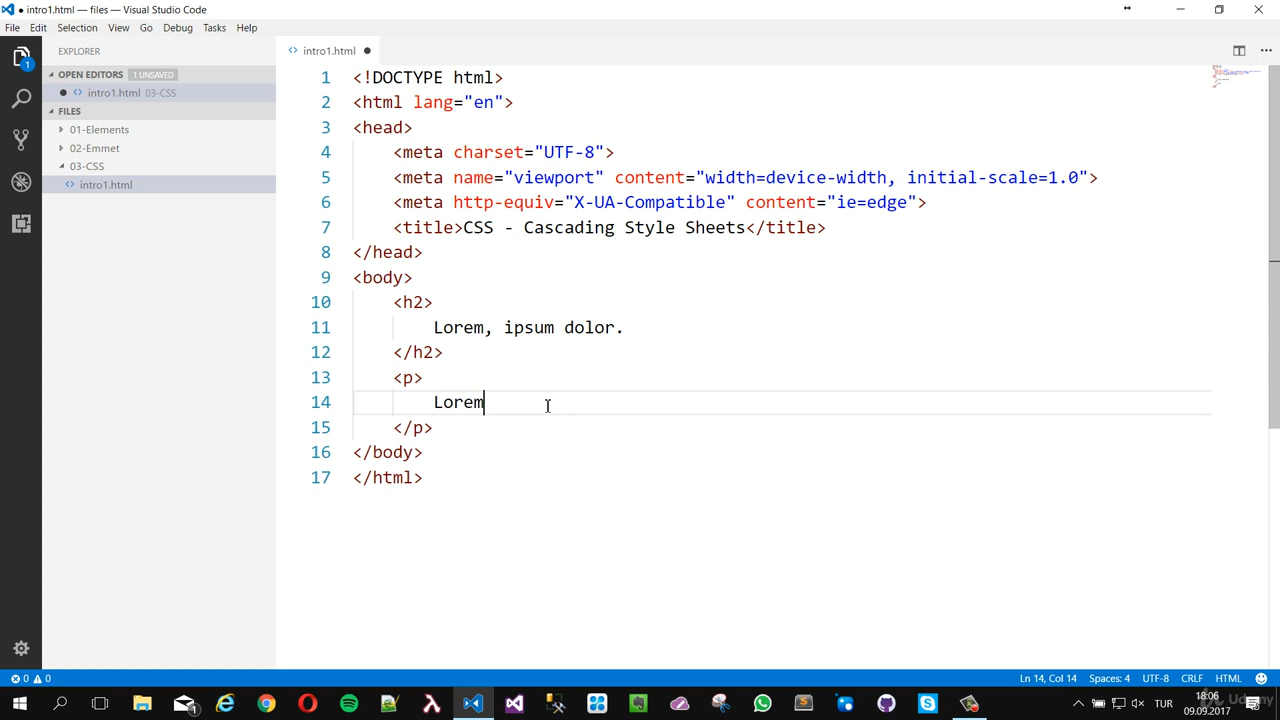 ● intro1.html — files — Visual Studio Code
File Edit Selection View Go Debug Tasks Help
EXPLORER
intro1.html ●
OPEN EDITORS 1 UNSAVED
● intro1.html 03-CSS
FILES
01-Elements
02-Emmet
03-CSS
intro1.html
1
1 <!DOCTYPE html>
2 <html lang="en">
3 <head>
4 <meta charset="UTF-8">
5 <meta name="viewport" content="width=device-width, initial-scale=1.0">
6 <meta http-equiv="X-UA-Compatible" content="ie=edge">
7 <title>CSS - Cascading Style Sheets</title>
8 </head>
9 <body>
10 <h2>
11 Lorem, ipsum dolor.
12 </h2>
13 <p>
14 Lorem
15 </p>
16 </body>
17 </html>
0 0
Ln 14, Col 14 Spaces: 4 UTF-8 CRLF HTML
1
TUR
18:06
09.09.2017
Udemy